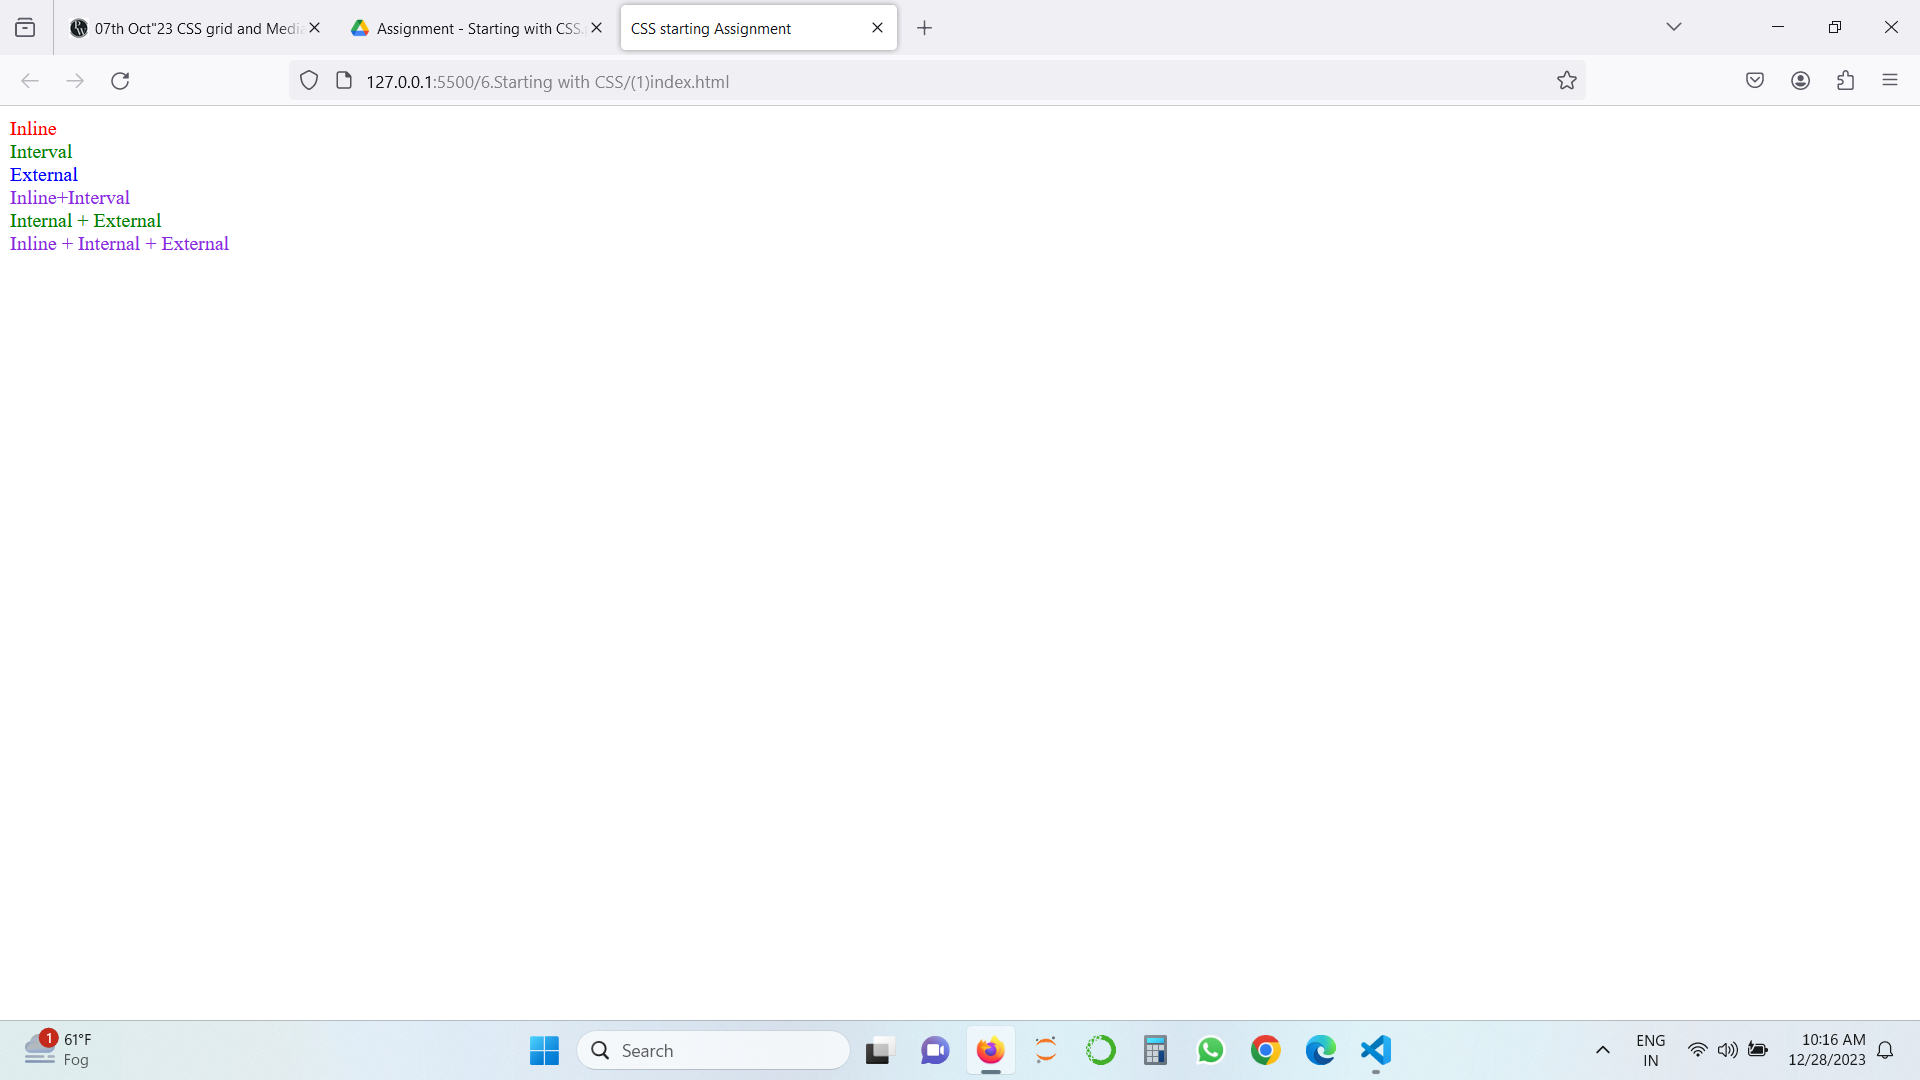 07th Oct"23 CSS grid and Media
Assignment - Starting with CSS.
CSS starting Assignment
127.0.0.1:5500/6.Starting with CSS/(1)index.html
Inline
Interval
External
Inline+Interval
Internal + External
Inline + Internal + External
1
61°F
Fog
Search
ENG
IN
10:16 AM
12/28/2023